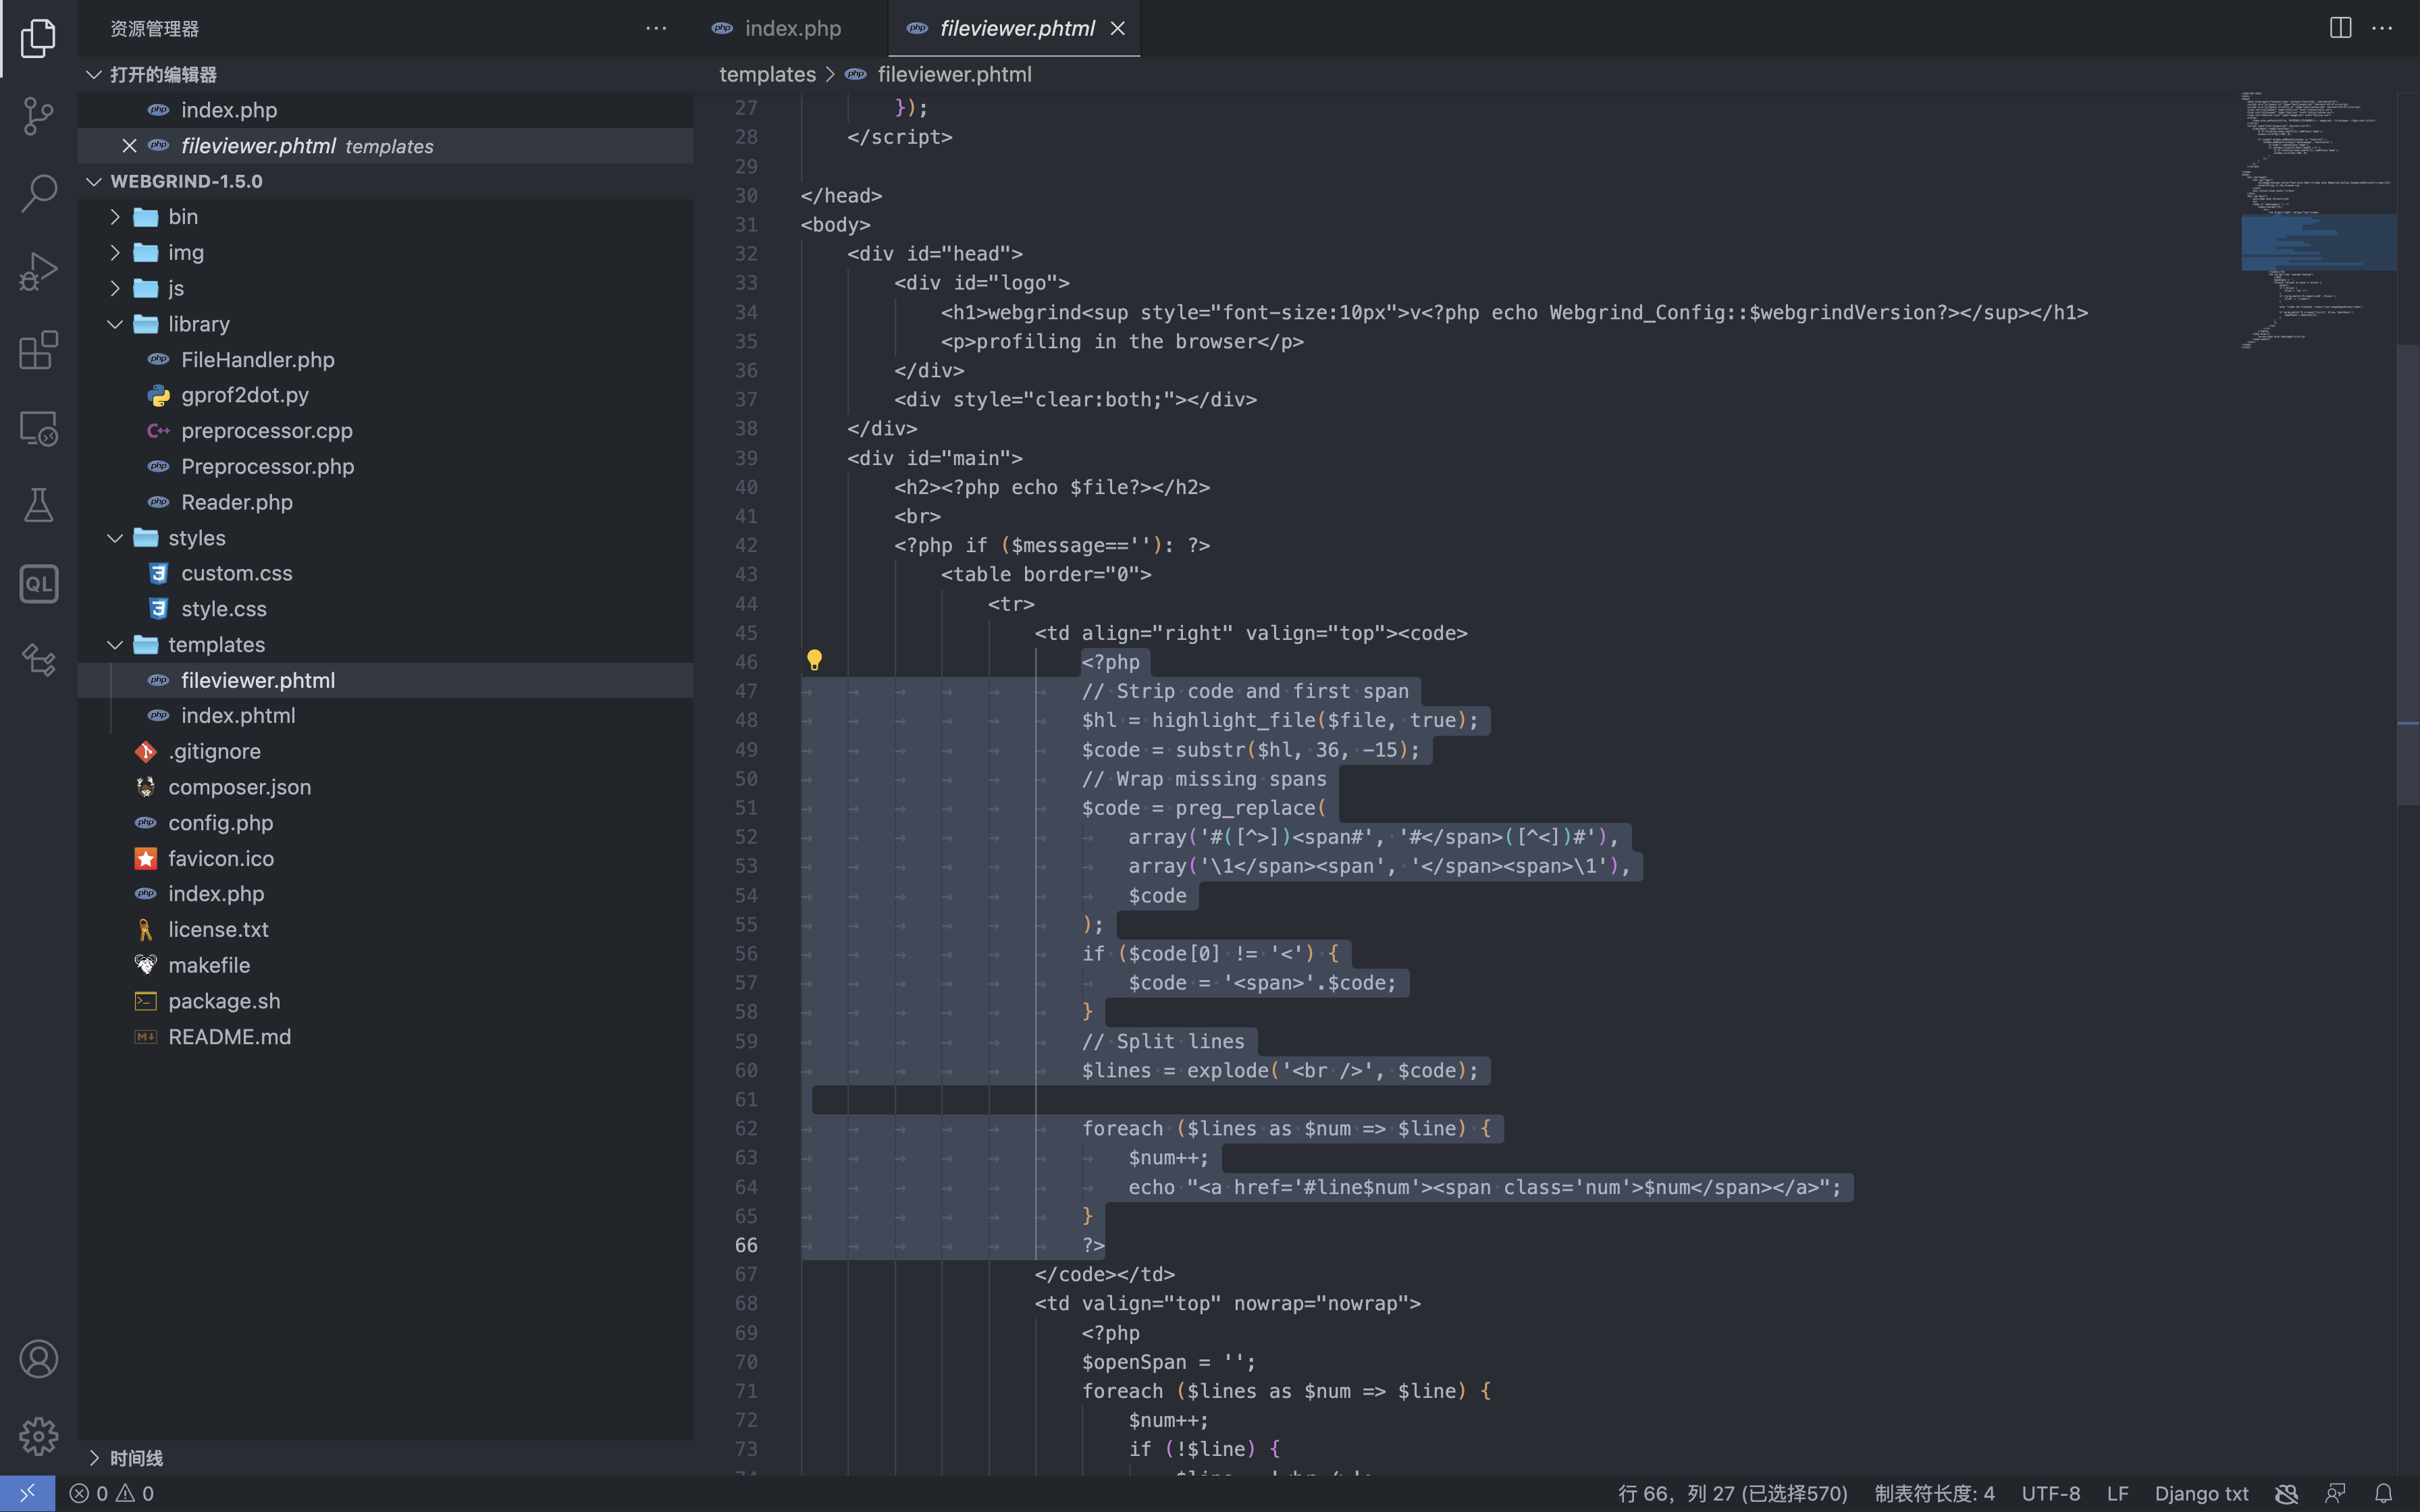 资源管理器
index.php
fileviewer.phtml
打开的编辑器
index.php
fileviewer.phtml templates
WEBGRIND-1.5.0
bin
img
js
library
FileHandler.php
gprof2dot.py
preprocessor.cpp
Preprocessor.php
Reader.php
styles
custom.css
style.css
templates
fileviewer.phtml
index.phtml
.gitignore
composer.json
config.php
favicon.ico
index.php
license.txt
makefile
package.sh
README.md
时间线
templates > fileviewer.phtml
27 });
28 </script>
29
30 </head>
31 <body>
32 <div id="head">
33 <div id="logo">
34 <h1>webgrind<sup style="font-size:10px">v<?php echo Webgrind_Config::$webgrindVersion?></sup></h1>
35 <p>profiling in the browser</p>
36 </div>
37 <div style="clear:both;"></div>
38 </div>
39 <div id="main">
40 <h2><?php echo $file?></h2>
41 <br>
42 <?php if ($message==''): ?>
43 <table border="0">
44 <tr>
45 <td align="right" valign="top"><code>
46 <?php
47 // Strip code and first span
48 $hl = highlight_file($file, true);
49 $code = substr($hl, 36, -15);
50 // Wrap missing spans
51 $code = preg_replace(
52 array('#([^>])<span#', '#</span>([^<])#'),
53 array('\1</span><span', '</span><span>\1'),
54 $code
55 );
56 if ($code[0] != '<') {
57 $code = '<span>'.$code;
58 }
59 // Split lines
60 $lines = explode('<br />', $code);
61
62 foreach ($lines as $num => $line) {
63 $num++;
64 echo "<a href='#line$num'><span class='num'>$num</span></a>";
65 }
66 ?>
67 </code></td>
68 <td valign="top" nowrap="nowrap">
69 <?php
70 $openSpan = '';
71 foreach ($lines as $num => $line) {
72 $num++;
73 if (!$line) {
0 0
行 66，列 27 (已选择570)
制表符长度: 4
UTF-8
LF
Django txt